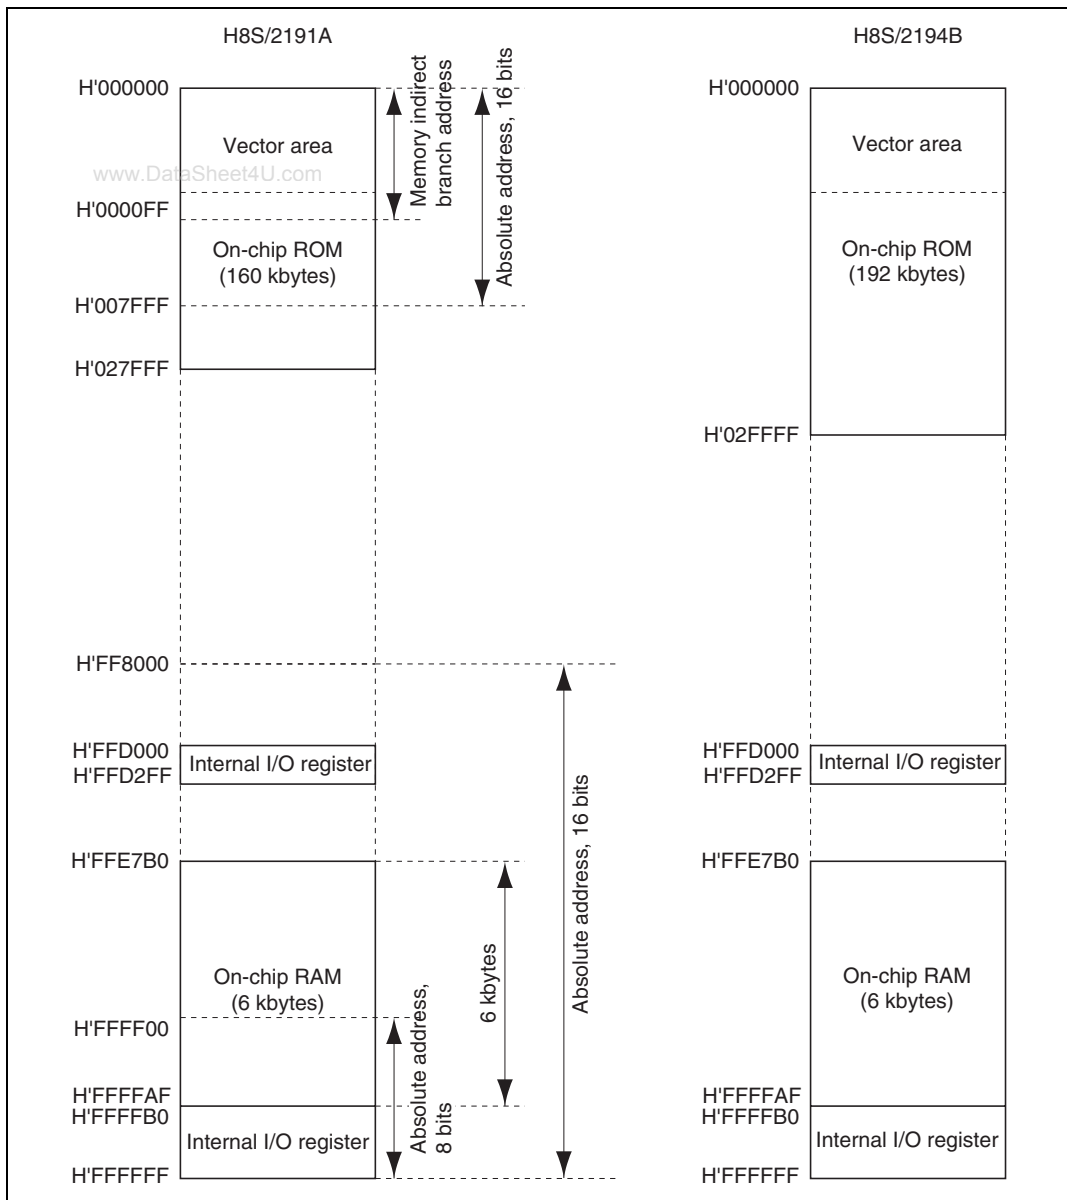 H8S/2191A
H'000000
Vector area
www.DataSheet4U.com
H'0000FF
On-chip ROM
(160 kbytes)
H'007FFF
H'027FFF
Memory indirect
branch address
Absolute address, 16 bits
H'FF8000
H'FFD000
Internal I/O register
H'FFD2FF
H'FFE7B0
On-chip RAM
(6 kbytes)
H'FFFF00
H'FFFFAF
H'FFFFB0
Internal I/O register
H'FFFFFF
Absolute address,
8 bits
6 kbytes
Absolute address, 16 bits
H8S/2194B
H'000000
Vector area
On-chip ROM
(192 kbytes)
H'02FFFF
H'FFD000
Internal I/O register
H'FFD2FF
H'FFE7B0
On-chip RAM
(6 kbytes)
H'FFFFAF
H'FFFFB0
Internal I/O register
H'FFFFFF